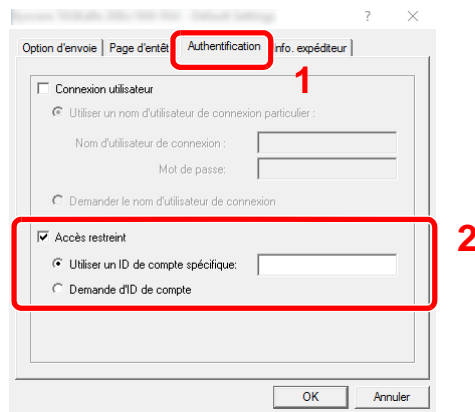 ? ×
Option d'envoie Page d'entêt Authentification nfo. expéditeur
1
Connexion utilisateur
Utiliser un nom d'utilisateur de connexion particulier :
Nom d'utilisateur de connexion :
Mot de passe:
Demander le nom d'utilisateur de connexion
2
Accès restreint
Utiliser un ID de compte spécifique:
Demande d'ID de compte
OK Annuler